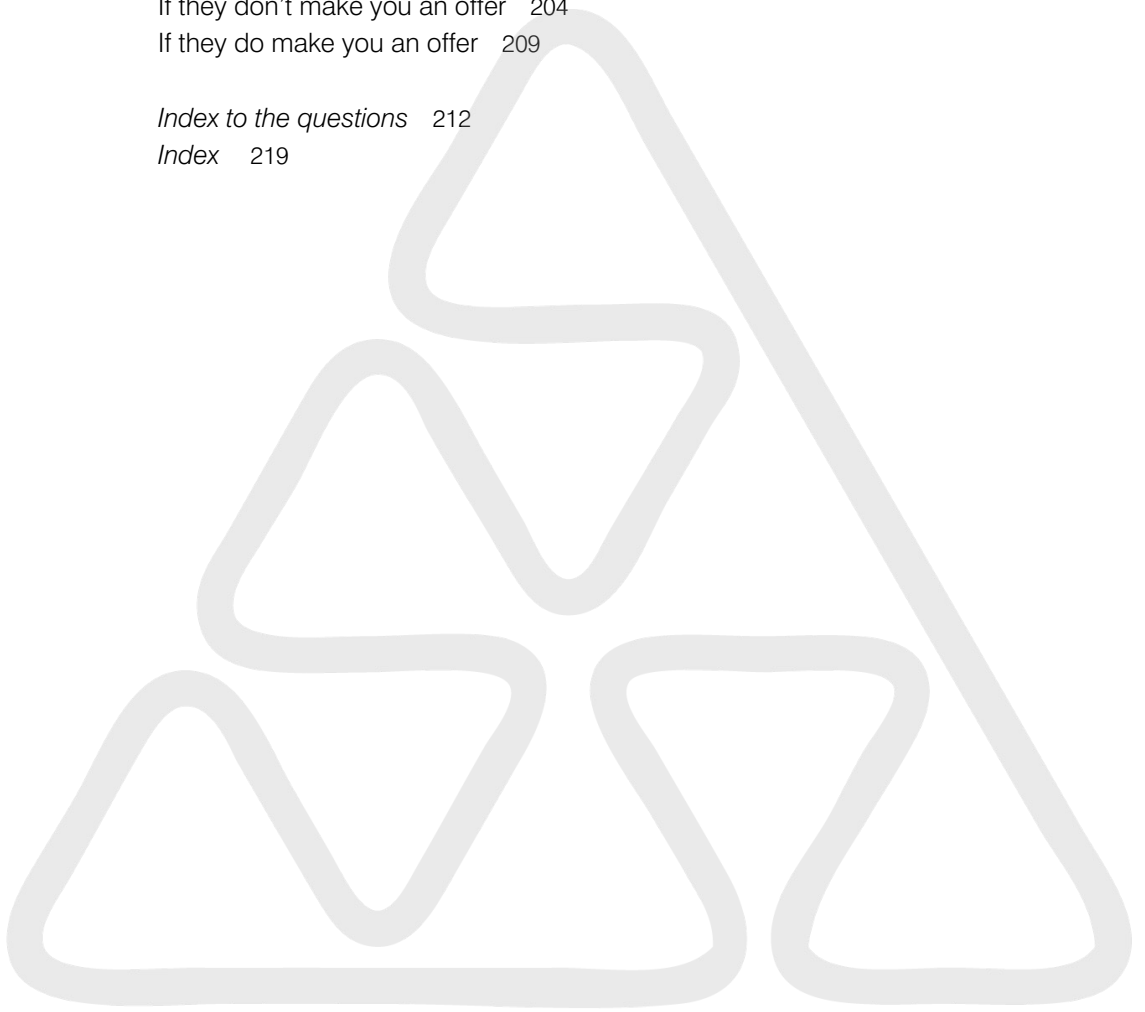 If they don't make you an offer 204
If they do make you an offer 209
Index to the questions 212
Index 219